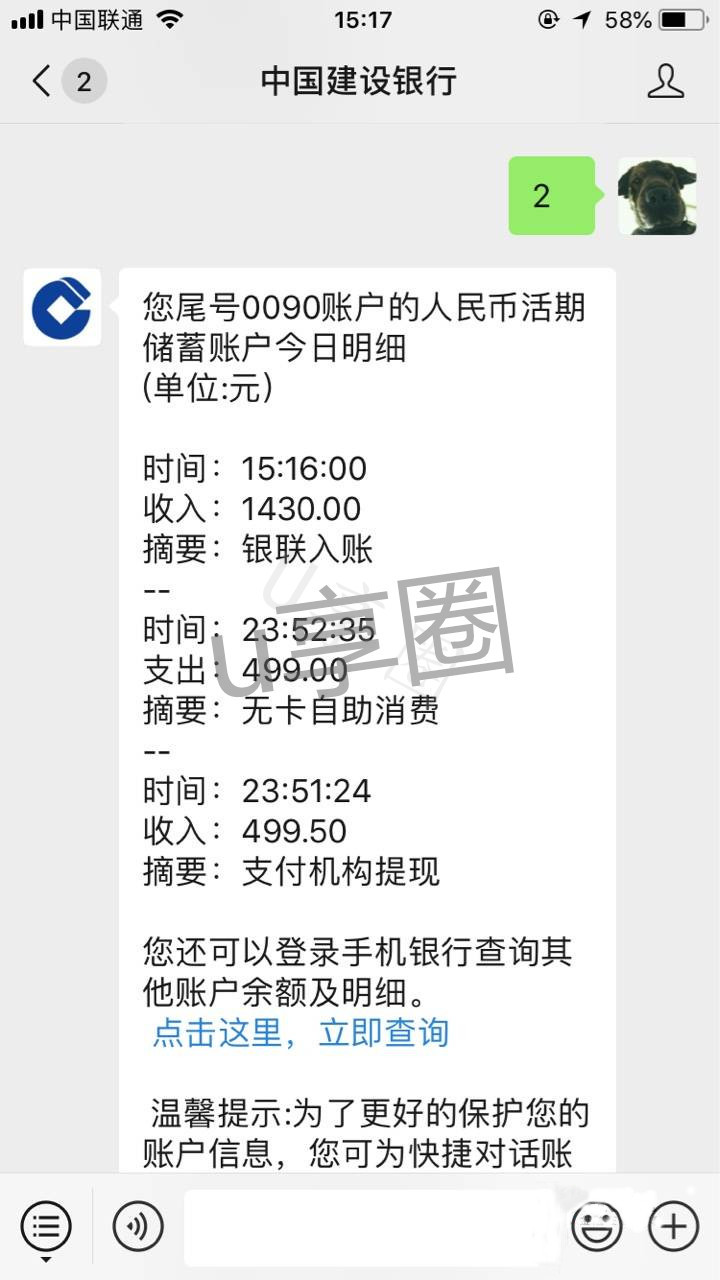 中国联通 15:17 58%
2 中国建设银行
2
您尾号0090账户的人民币活期
储蓄账户今日明细
(单位:元)
时间：15:16:00
收入：1430.00
摘要：银联入账
--
时间：23:52:35
支出：499.00
摘要：无卡自助消费
--
时间：23:51:24
收入：499.50
摘要：支付机构提现
u享圈
您还可以登录手机银行查询其
他账户余额及明细。
点击这里，立即查询
温馨提示:为了更好的保护您的
账户信息，您可为快捷对话账